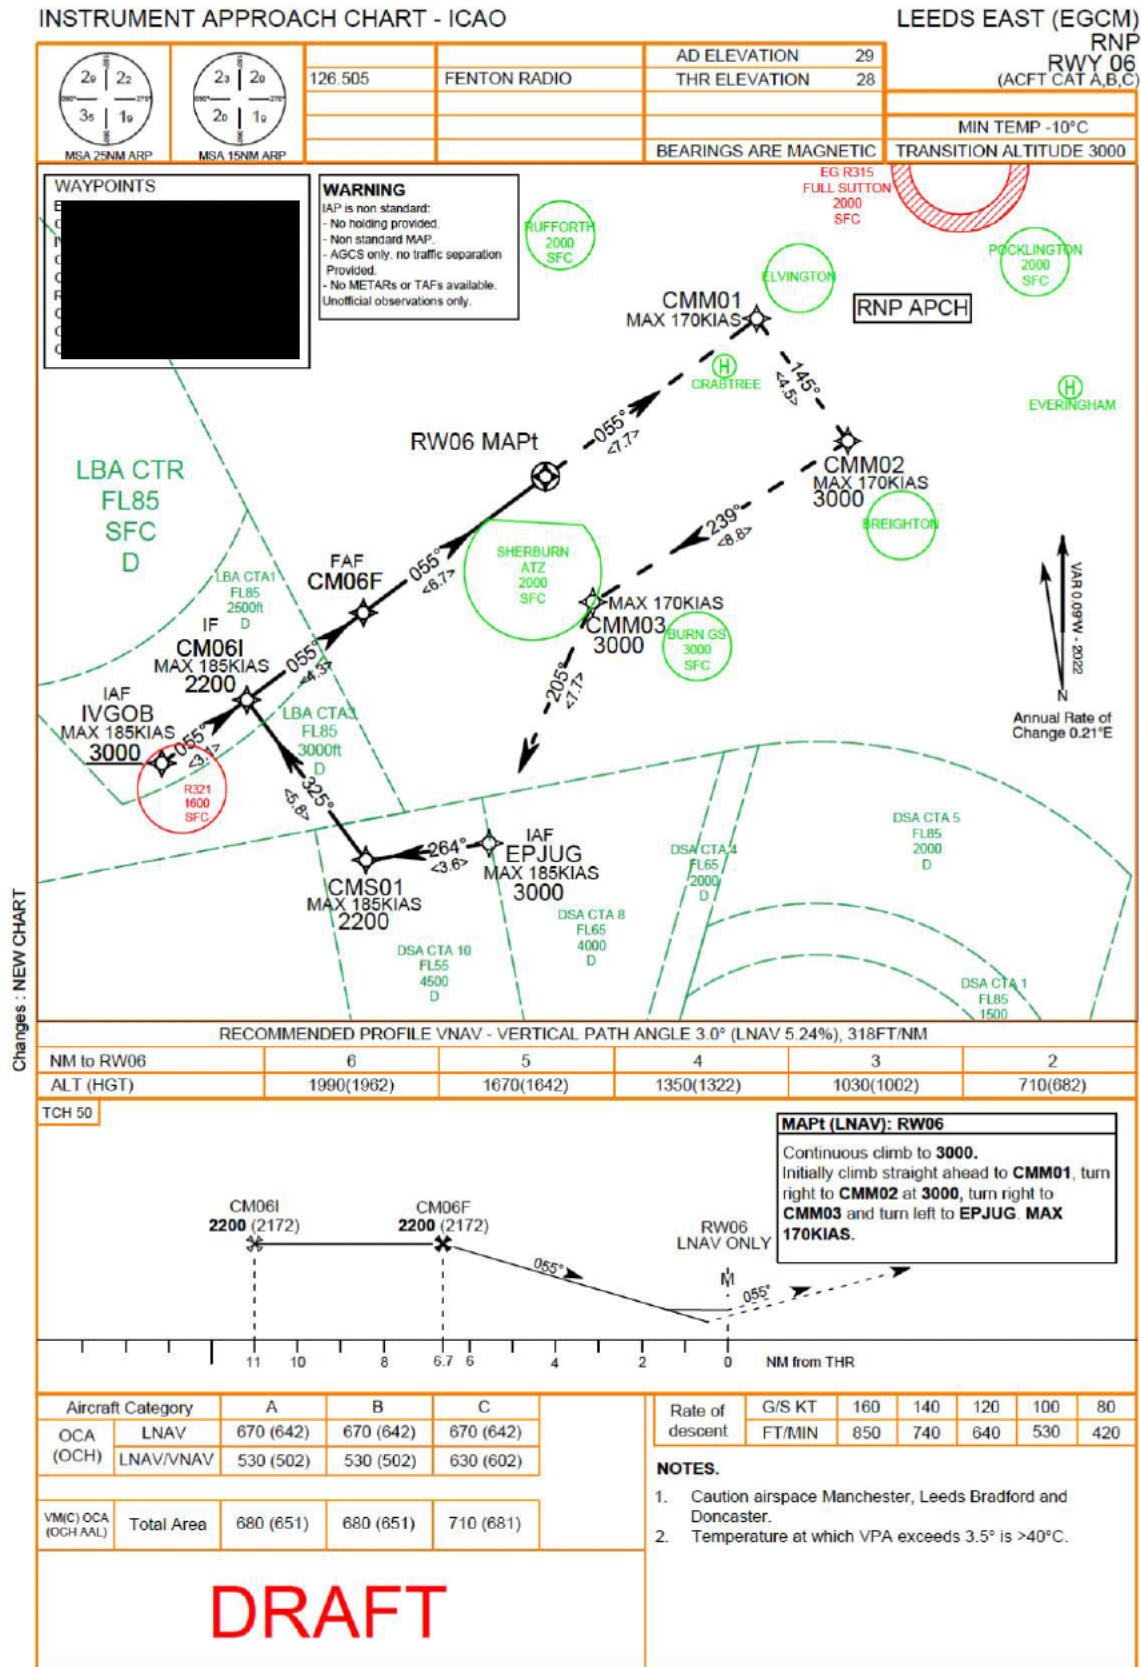 INSTRUMENT APPROACH CHART - ICAO
LEEDS EAST (EGCM)
RNP
RWY 06
(ACFT CAT A,B,C)
29 22
35 19
MSA 25NM ARP
23 20
20 19
MSA 15NM ARP
126.505 FENTON RADIO
AD ELEVATION 29
THR ELEVATION 28
BEARINGS ARE MAGNETIC
MIN TEMP -10°C
TRANSITION ALTITUDE 3000
WAYPOINTS
WARNING
IAP is non standard:
- No holding provided.
- Non standard MAP.
- AGCS only. no traffic separation
Provided.
- No METARs or TAFs available.
Unofficial observations only.
RUFFORTH
2000
SFC
EG R315
FULL SUTTON
2000
SFC
POCKLINGTON
2000
SFC
ELVINGTON
RNP APCH
CMM01
MAX 170KIAS
H
CRABTREE
145°
<4.5>
H
EVERINGHAM
055°
<7.7>
RW06 MAPt
CMM02
MAX 170KIAS
3000
LBA CTR
FL85
SFC
D
239°
<8.8>
BREIGHTON
SHERBURN
ATZ
2000
SFC
FAF
CM06F
055°
<6.7>
LBA CTA1
FL85
2500ft
D
VAR 0.09°W - 2022
N
Annual Rate of
Change 0.21°E
MAX 170KIAS
CMM03
3000
BURN GS
3000
SFC
IF
CM06I
MAX 185KIAS
2200
055°
<4.3>
205°
<7.7>
IAF
IVGOB
MAX 185KIAS
3000
055°
<3.1>
LBA CTA3
FL85
3000ft
D
R321
1600
SFC
325°
<5.8>
264°
<3.6>
IAF
EPJUG
MAX 185KIAS
3000
CMS01
MAX 185KIAS
2200
DSA CTA 4
FL65
2000
D
DSA CTA 5
FL85
2000
D
DSA CTA 8
FL65
4000
D
DSA CTA 10
FL55
4500
D
DSA CTA 1
FL85
1500
Changes : NEW CHART
RECOMMENDED PROFILE VNAV - VERTICAL PATH ANGLE 3.0° (LNAV 5.24%), 318FT/NM
NM to RW06 6 5 4 3 2
ALT (HGT) 1990(1962) 1670(1642) 1350(1322) 1030(1002) 710(682)
TCH 50
MAPt (LNAV): RW06
Continuous climb to 3000.
Initially climb straight ahead to CMM01, turn
right to CMM02 at 3000, turn right to
CMM03 and turn left to EPJUG. MAX
170KIAS.
CM06I
2200 (2172)
CM06F
2200 (2172)
RW06
LNAV ONLY
055°
M
055°
11 10 8 6.7 6 4 2 0 NM from THR
Aircraft Category A B C
OCA
(OCH)
LNAV 670 (642) 670 (642) 670 (642)
LNAV/VNAV 530 (502) 530 (502) 630 (602)
VM(C) OCA
(OCH AAL)
Total Area 680 (651) 680 (651) 710 (681)
Rate of
descent
G/S KT 160 140 120 100 80
FT/MIN 850 740 640 530 420
NOTES.
1. Caution airspace Manchester, Leeds Bradford and
Doncaster.
2. Temperature at which VPA exceeds 3.5° is >40°C.
DRAFT